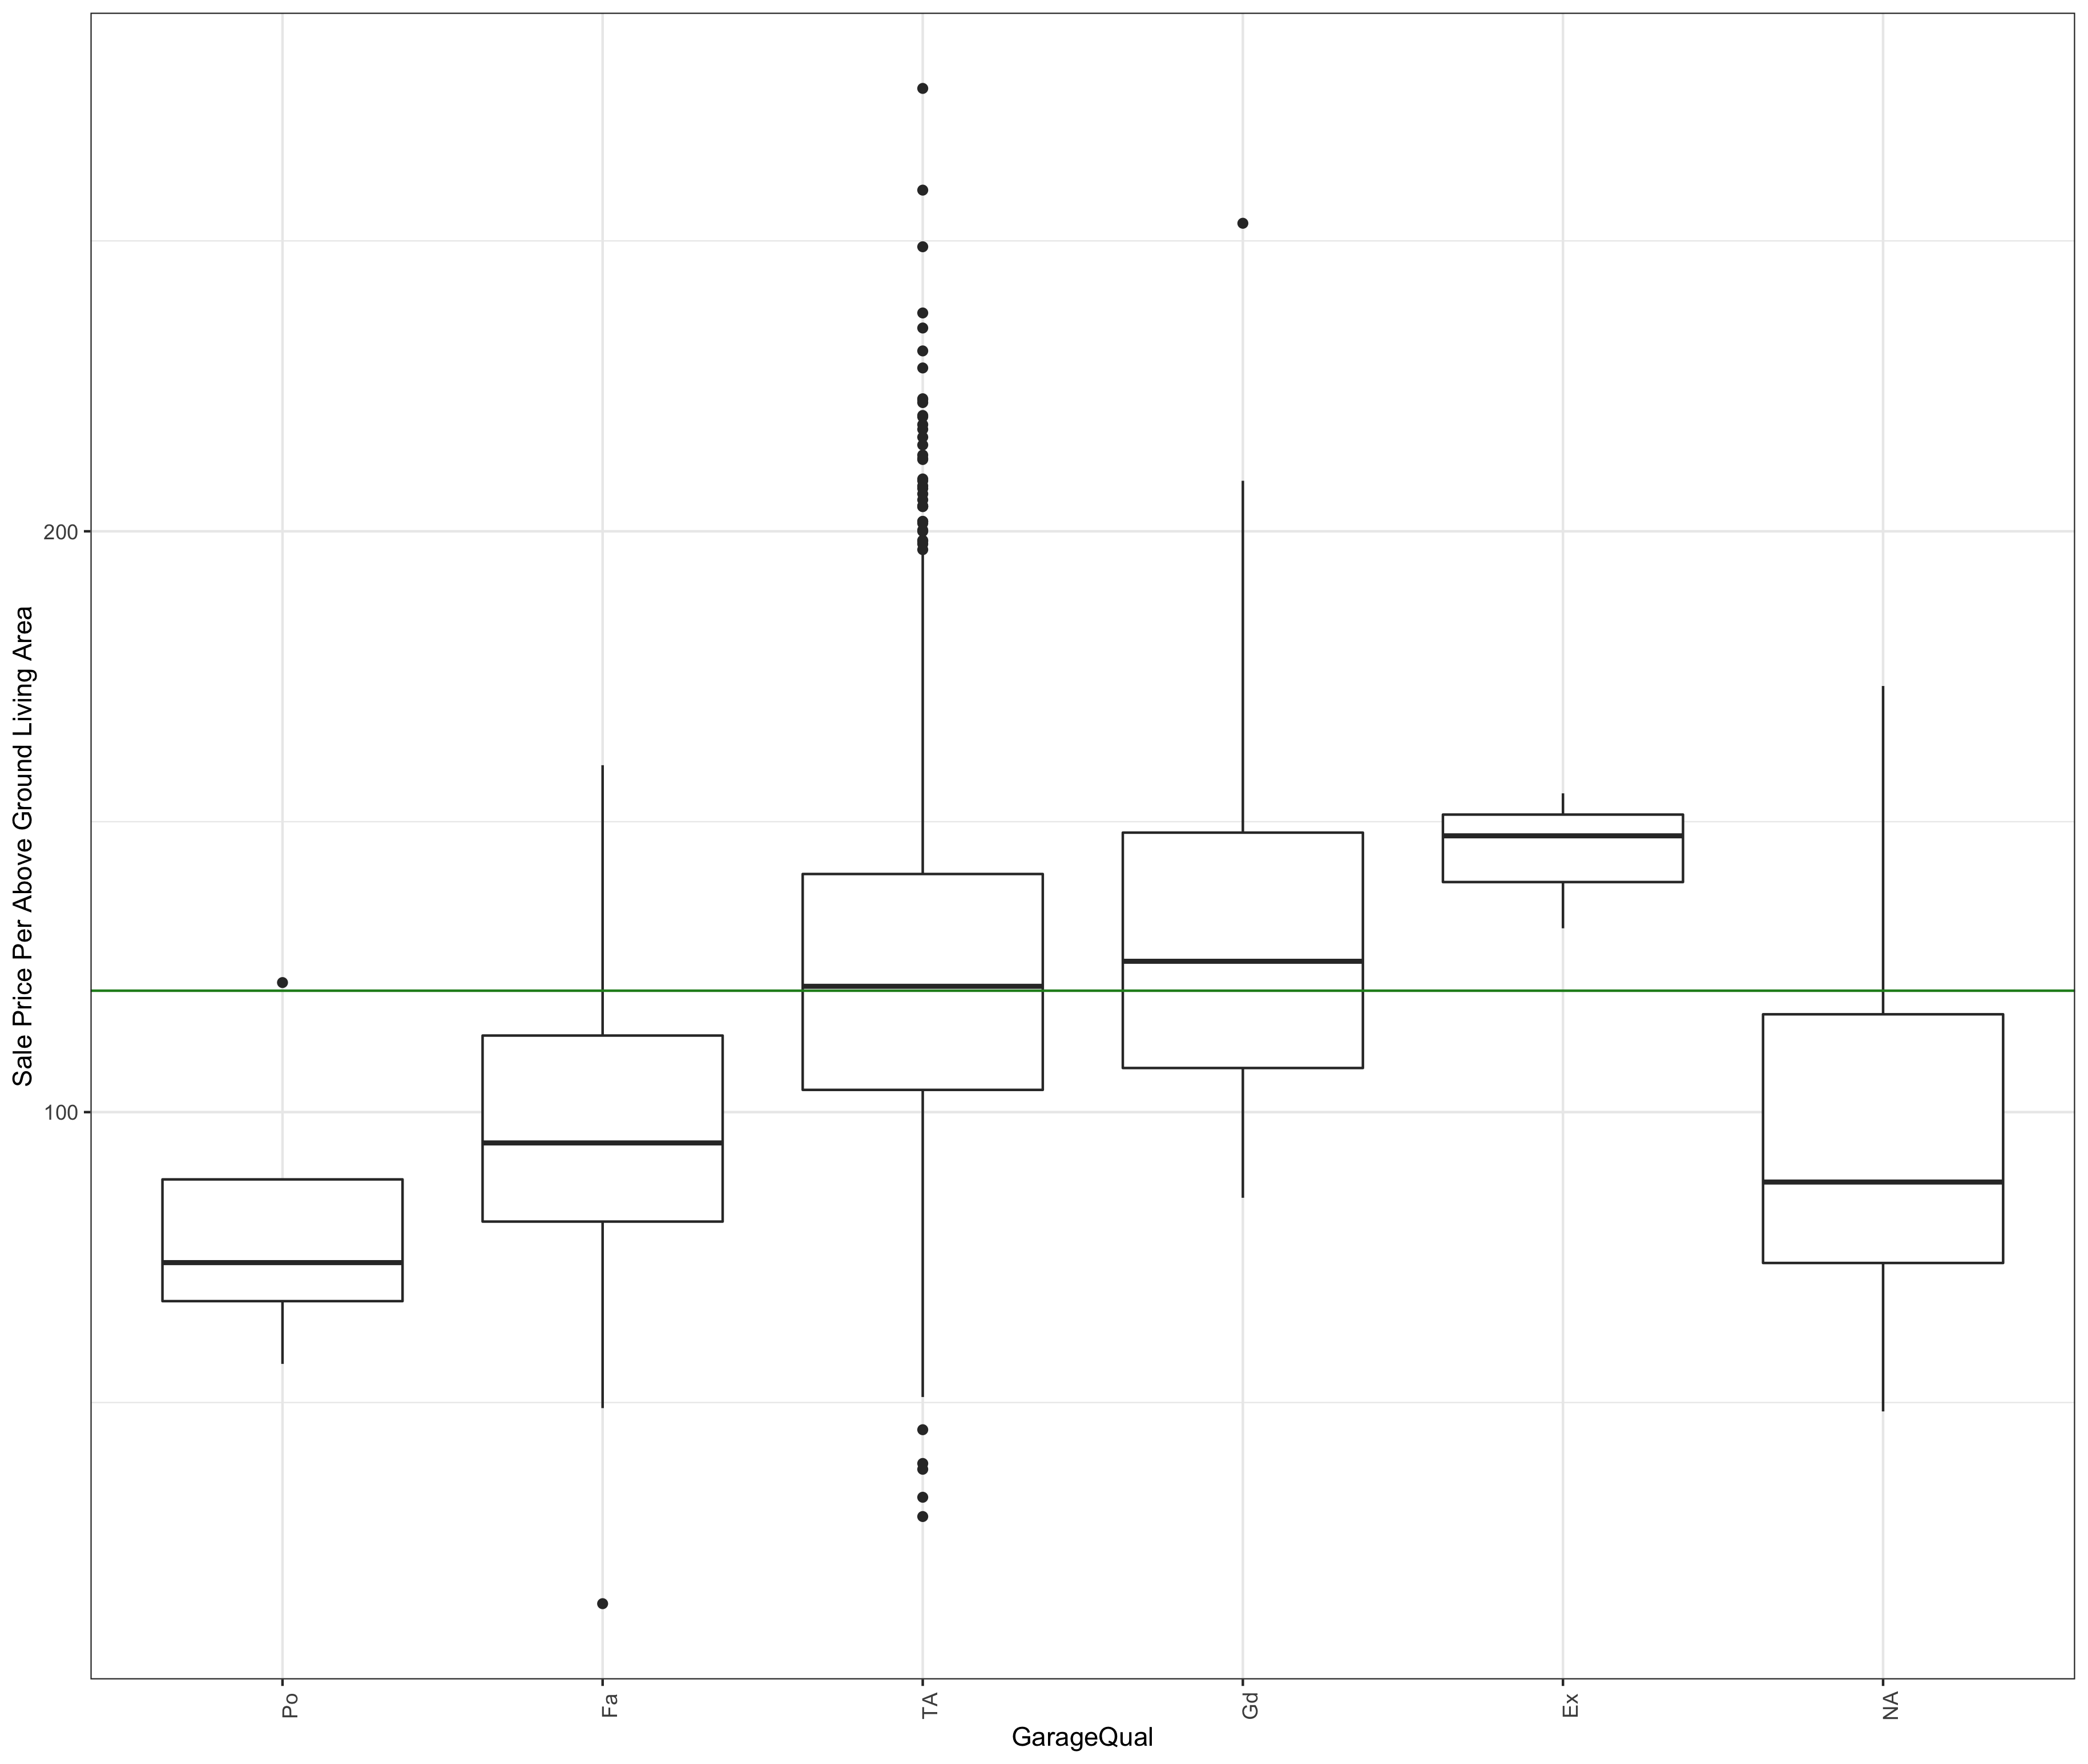 Sale Price Per Above Ground Living Area
200
100
Po
Fa
TA
Gd
Ex
NA
GarageQual